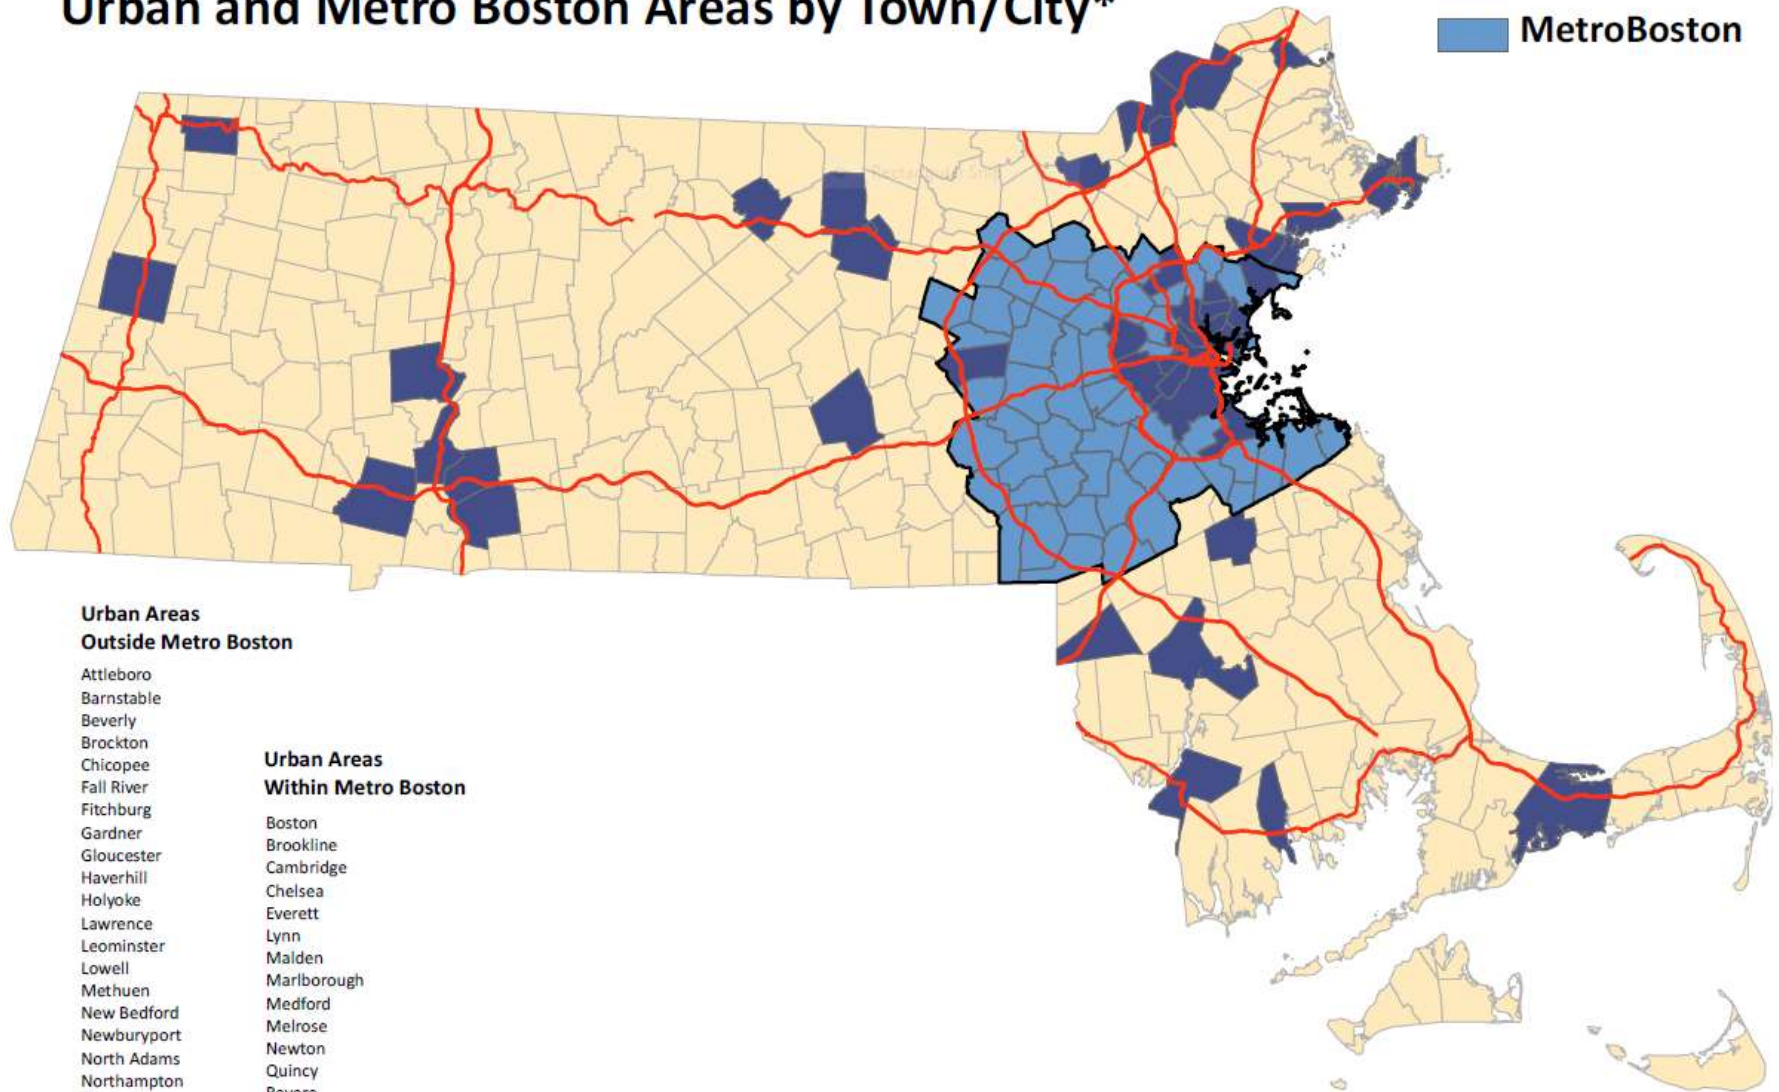 Urban and Metro Boston Areas by Town/City*
MetroBoston
Urban Areas
Outside Metro Boston
Attleboro
Barnstable
Beverly
Brockton
Chicopee
Fall River
Fitchburg
Gardner
Gloucester
Haverhill
Holyoke
Lawrence
Leominster
Lowell
Methuen
New Bedford
Newburyport
North Adams
Northampton
Urban Areas
Within Metro Boston
Boston
Brookline
Cambridge
Chelsea
Everett
Lynn
Malden
Marlborough
Medford
Melrose
Newton
Quincy